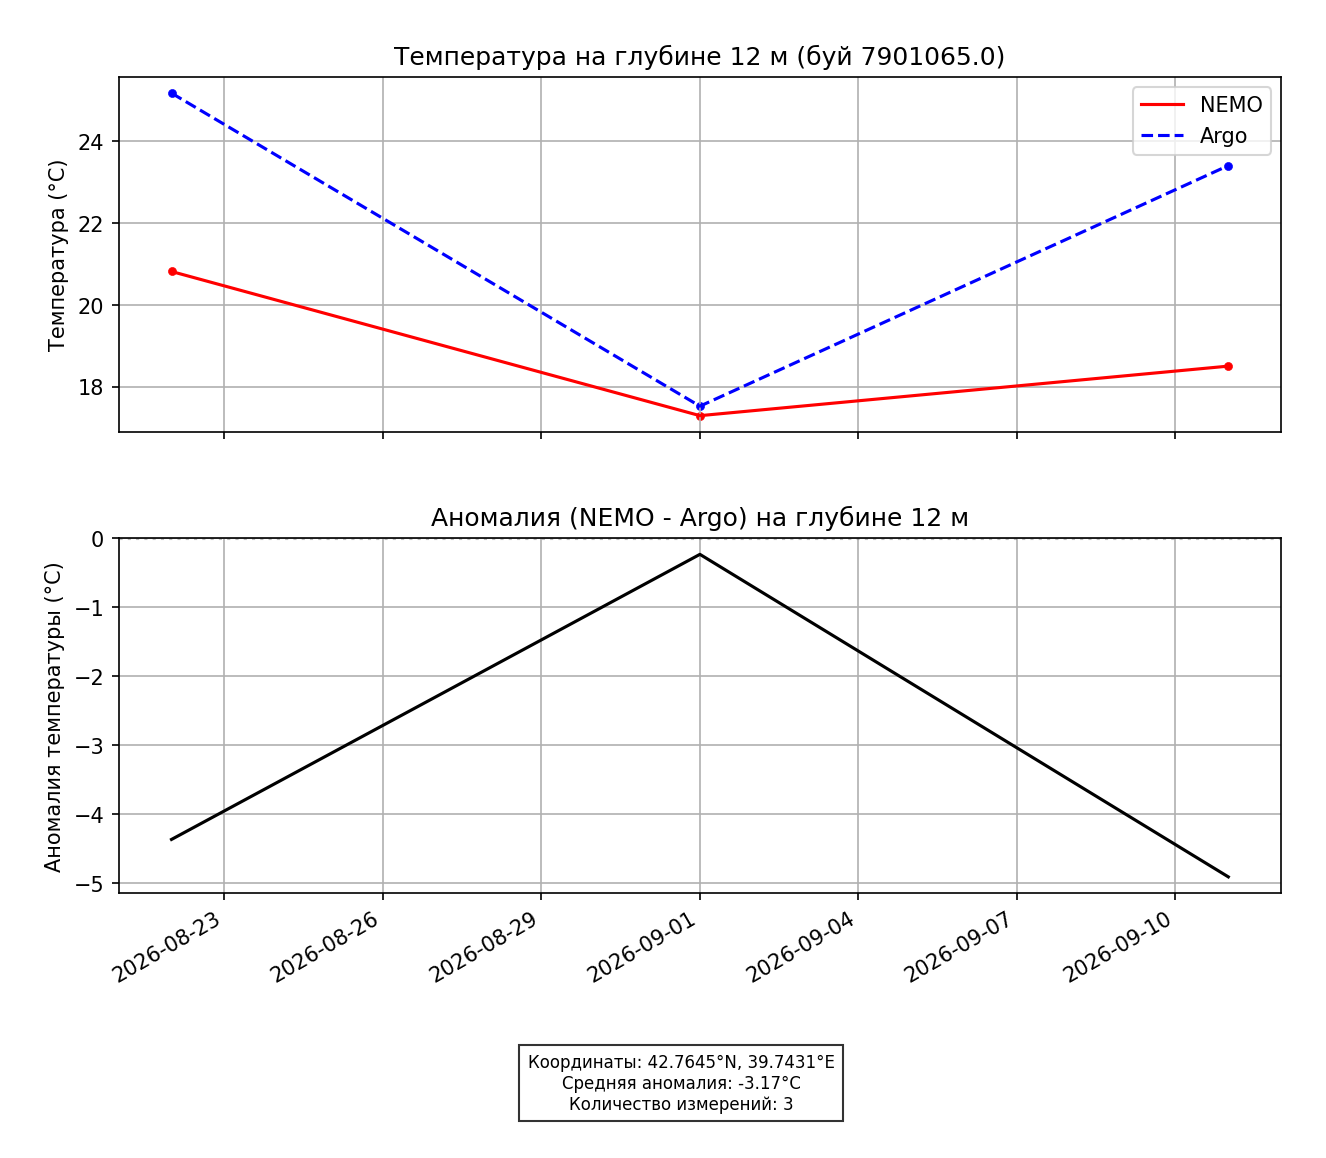 Температура на глубине 12 м (буй 7901065.0)
Температура (°C)
24
22
20
18
NEMO
Argo
Аномалия (NEMO - Argo) на глубине 12 м
Аномалия температуры (°C)
0
−1
−2
−3
−4
−5
2026-08-23
2026-08-26
2026-08-29
2026-09-01
2026-09-04
2026-09-07
2026-09-10
Координаты: 42.7645°N, 39.7431°E
Средняя аномалия: -3.17°C
Количество измерений: 3